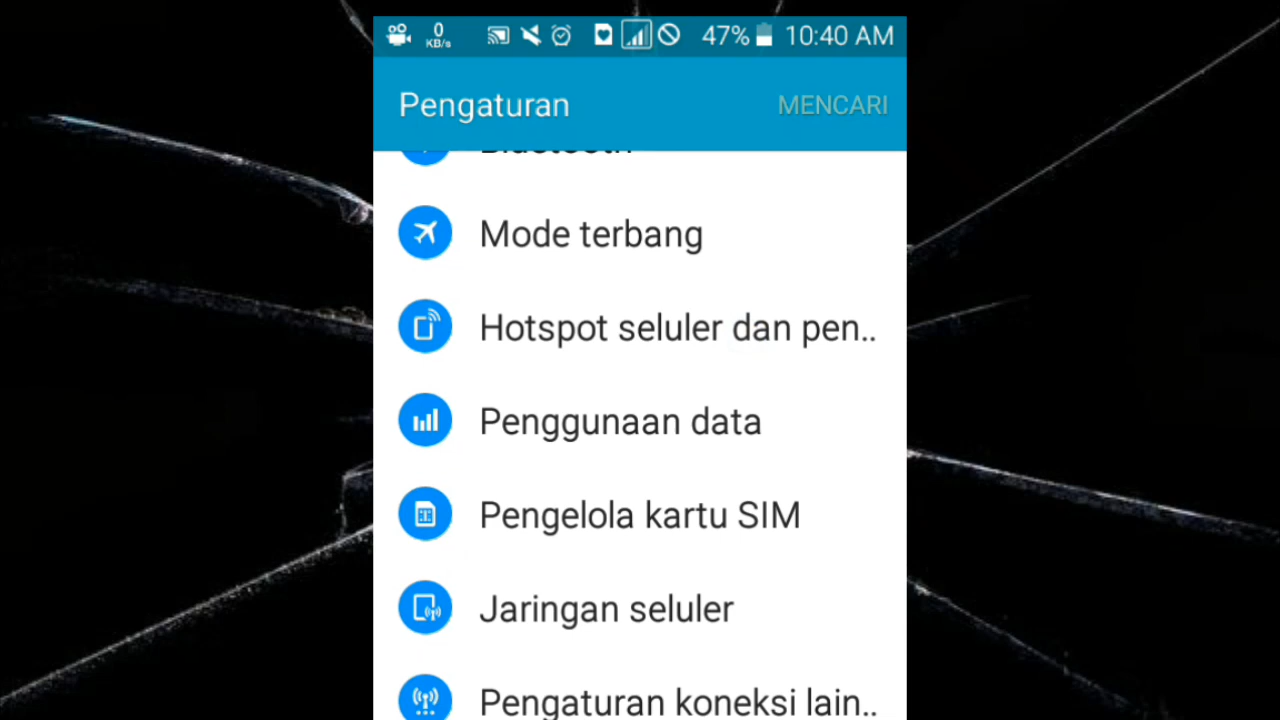 0
KB/s
47%
10:40 AM
Pengaturan
MENCARI
Bluetooth
Mode terbang
Hotspot seluler dan pen..
Penggunaan data
Pengelola kartu SIM
Jaringan seluler
Pengaturan koneksi lain..